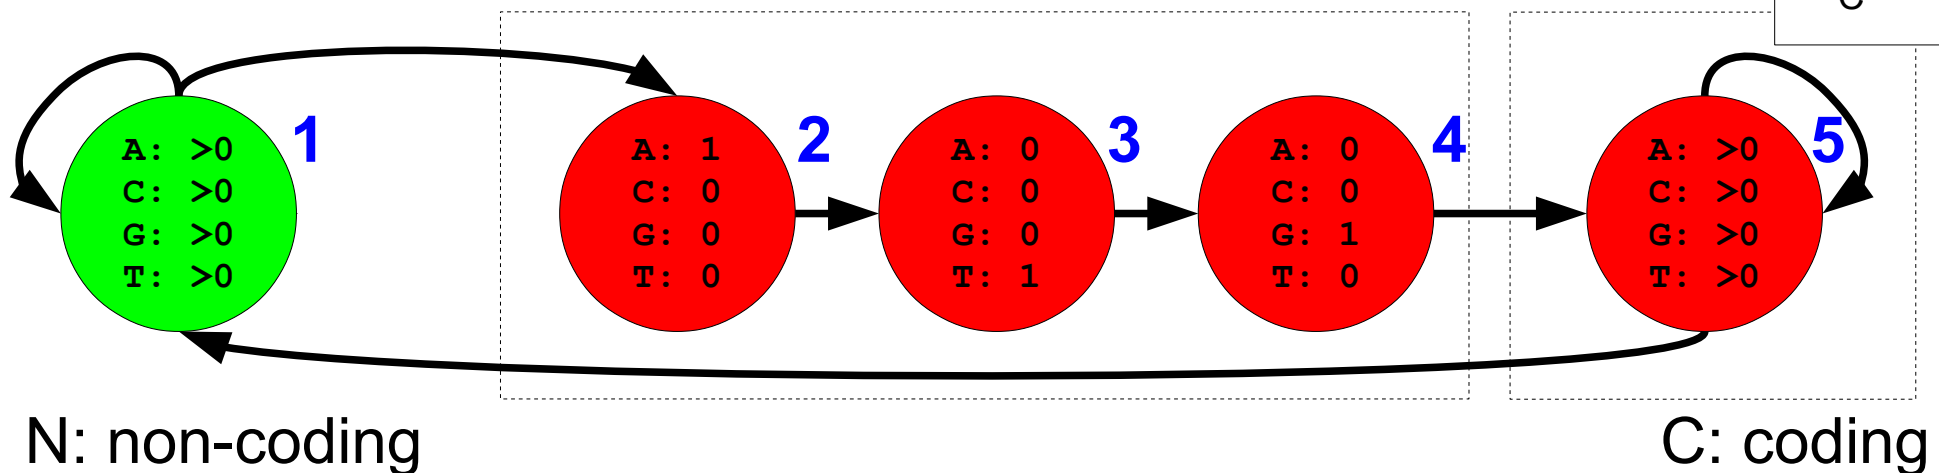 1
A: >0
C: >0
G: >0
T: >0
2
A: 1
C: 0
G: 0
T: 0
3
A: 0
C: 0
G: 0
T: 1
4
A: 0
C: 0
G: 1
T: 0
5
A: >0
C: >0
G: >0
T: >0
N: non-coding
C: coding